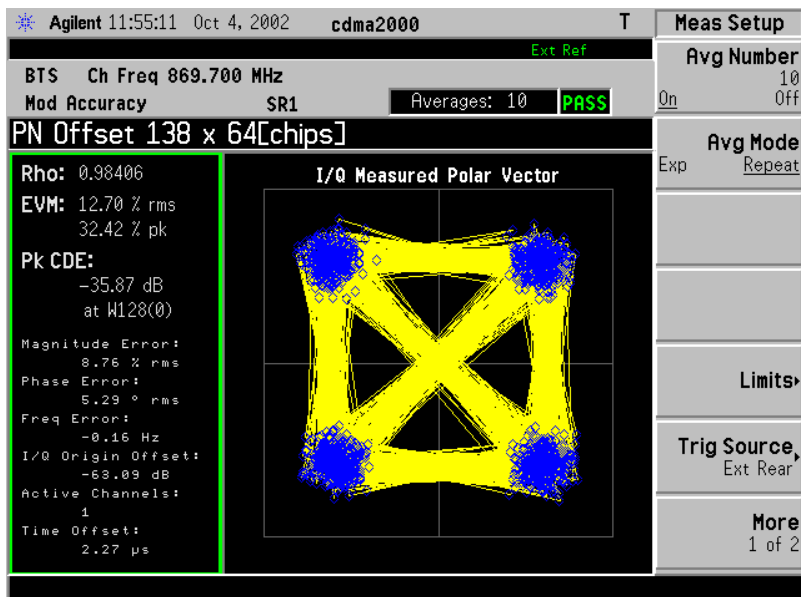 Agilent 11:55:11 Oct 4, 2002 cdma2000 T
Ext Ref
BTS Ch Freq 869.700 MHz
Mod Accuracy SR1 Averages: 10 PASS
PN Offset 138 x 64[chips]
Rho: 0.98406
EVM: 12.70 % rms
32.42 % pk
Pk CDE:
-35.87 dB
at W128(0)
Magnitude Error:
8.76 % rms
Phase Error:
5.29 ° rms
Freq Error:
-0.16 Hz
I/Q Origin Offset:
-63.09 dB
Active Channels:
1
Time Offset:
2.27 µs
I/Q Measured Polar Vector
Meas Setup
Avg Number
10
On Off
Avg Mode
Exp Repeat
Limits
Trig Source
Ext Rear
More
1 of 2